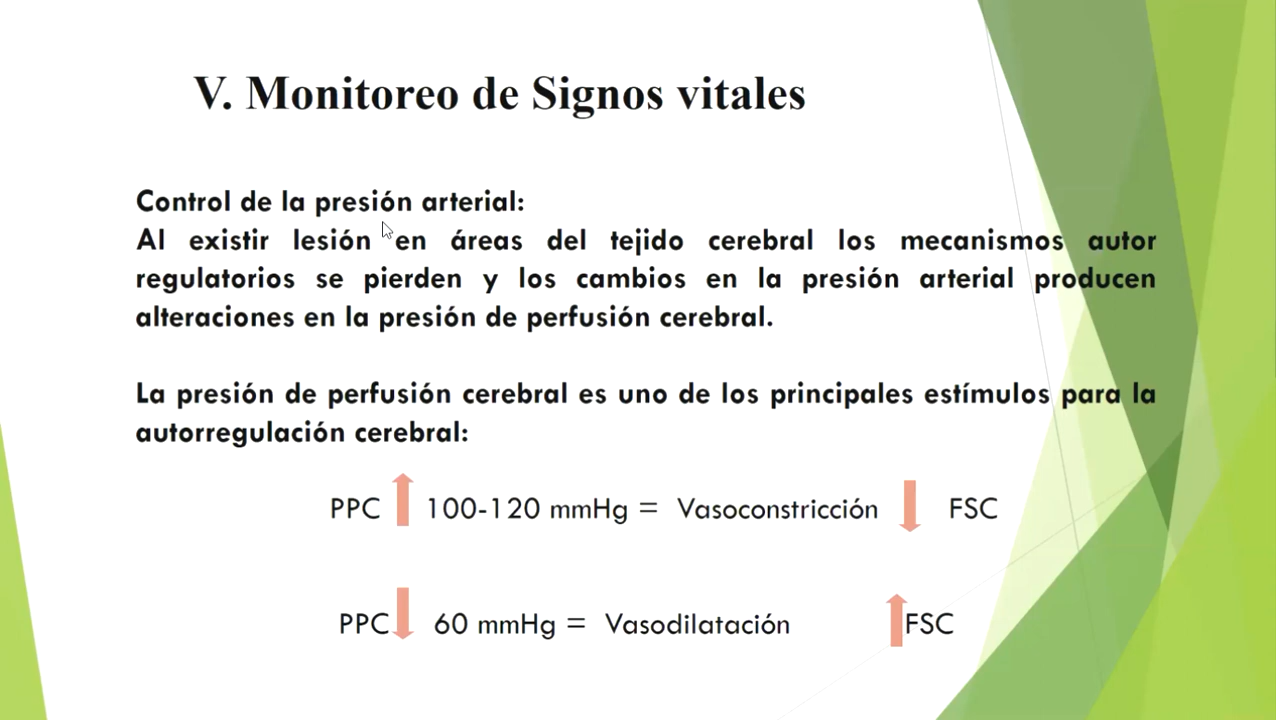 V. Monitoreo de Signos vitales
Control de la presión arterial:
Al existir lesión en áreas del tejido cerebral los mecanismos autor
regulatorios se pierden y los cambios en la presión arterial producen
alteraciones en la presión de perfusión cerebral.
La presión de perfusión cerebral es uno de los principales estímulos para la
autorregulación cerebral:
PPC 100-120 mmHg = Vasoconstricción FSC
PPC 60 mmHg = Vasodilatación FSC